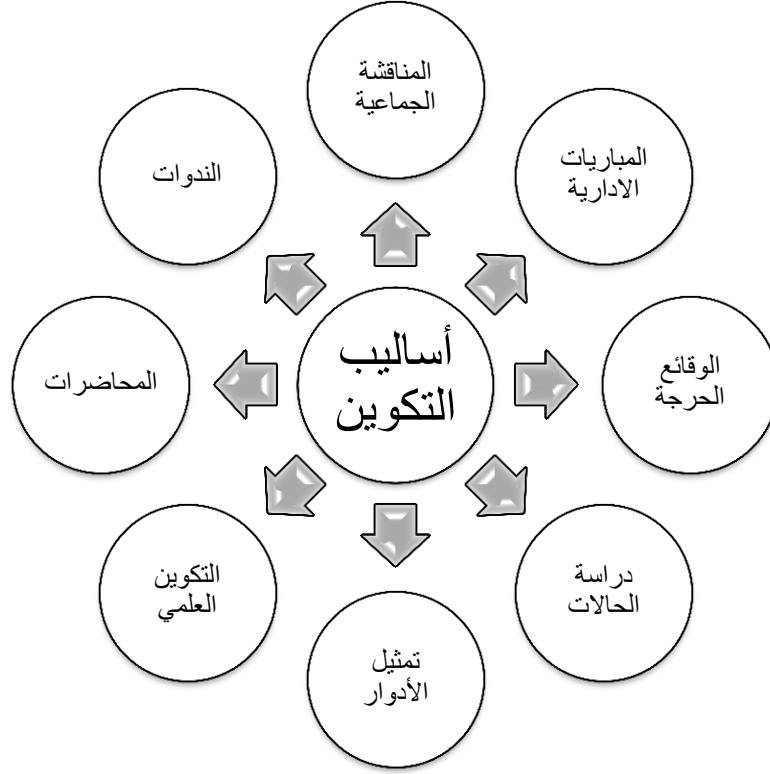 المناقشة
الجماعية
المباريات
الادارية
الندوات
أساليب
التكوين
الوقائع
الحرجة
المحاضرات
دراسة
الحالات
التكوين
العلمي
تمثيل
الأدوار